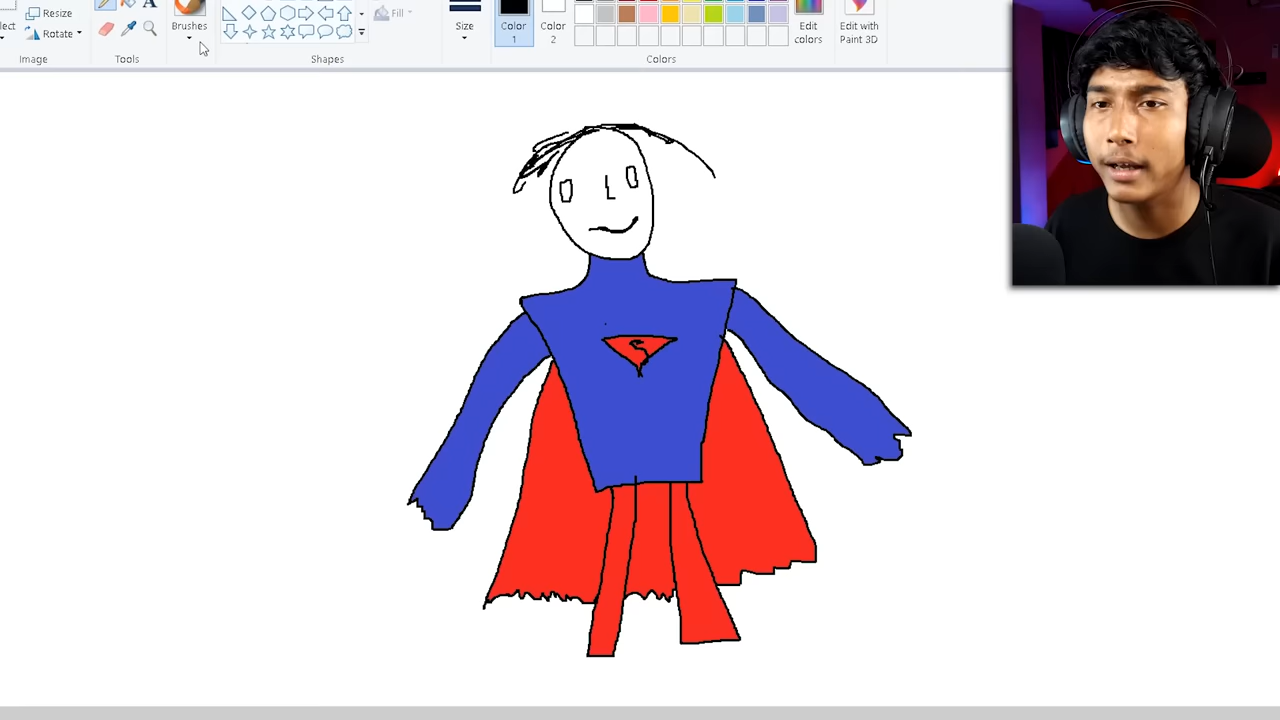 Resize
Rotate
A
Brushes
Fill
Size
Color
1
Color
2
Edit
colors
Edit with
Paint 3D
Image
Tools
Shapes
Colors
S